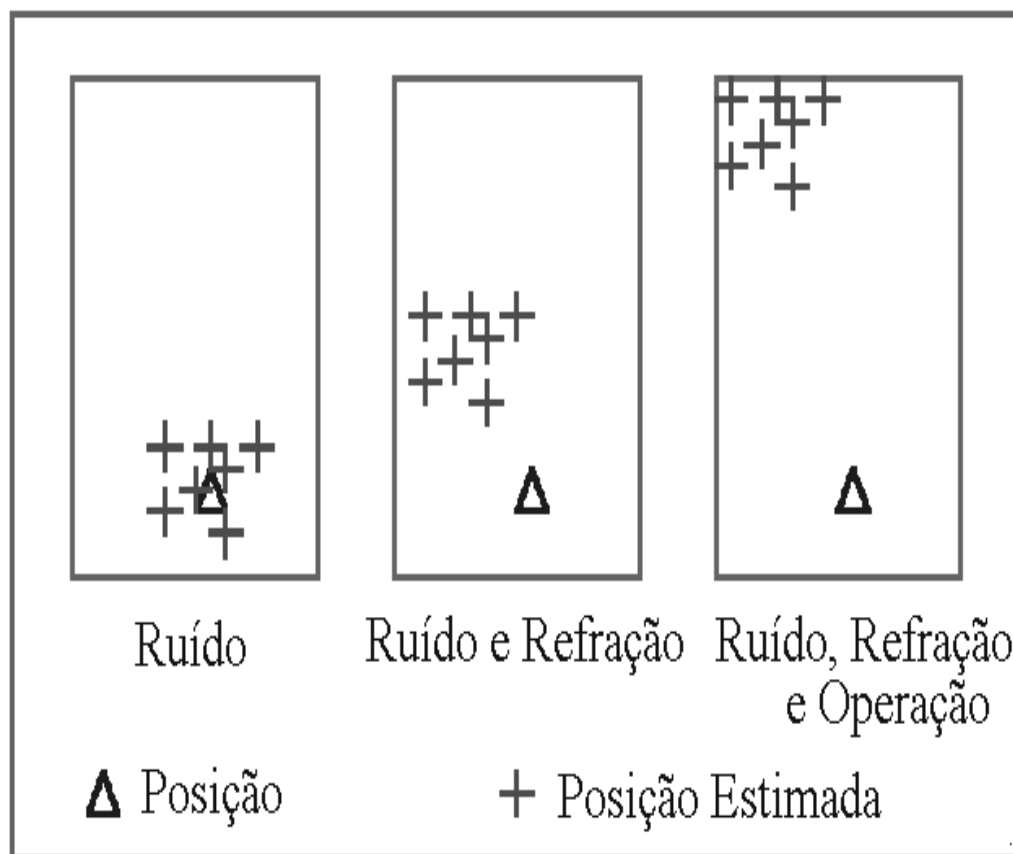 Ruído
Ruído e Refração
Ruído, Refração
e Operação
Posição
Posição Estimada